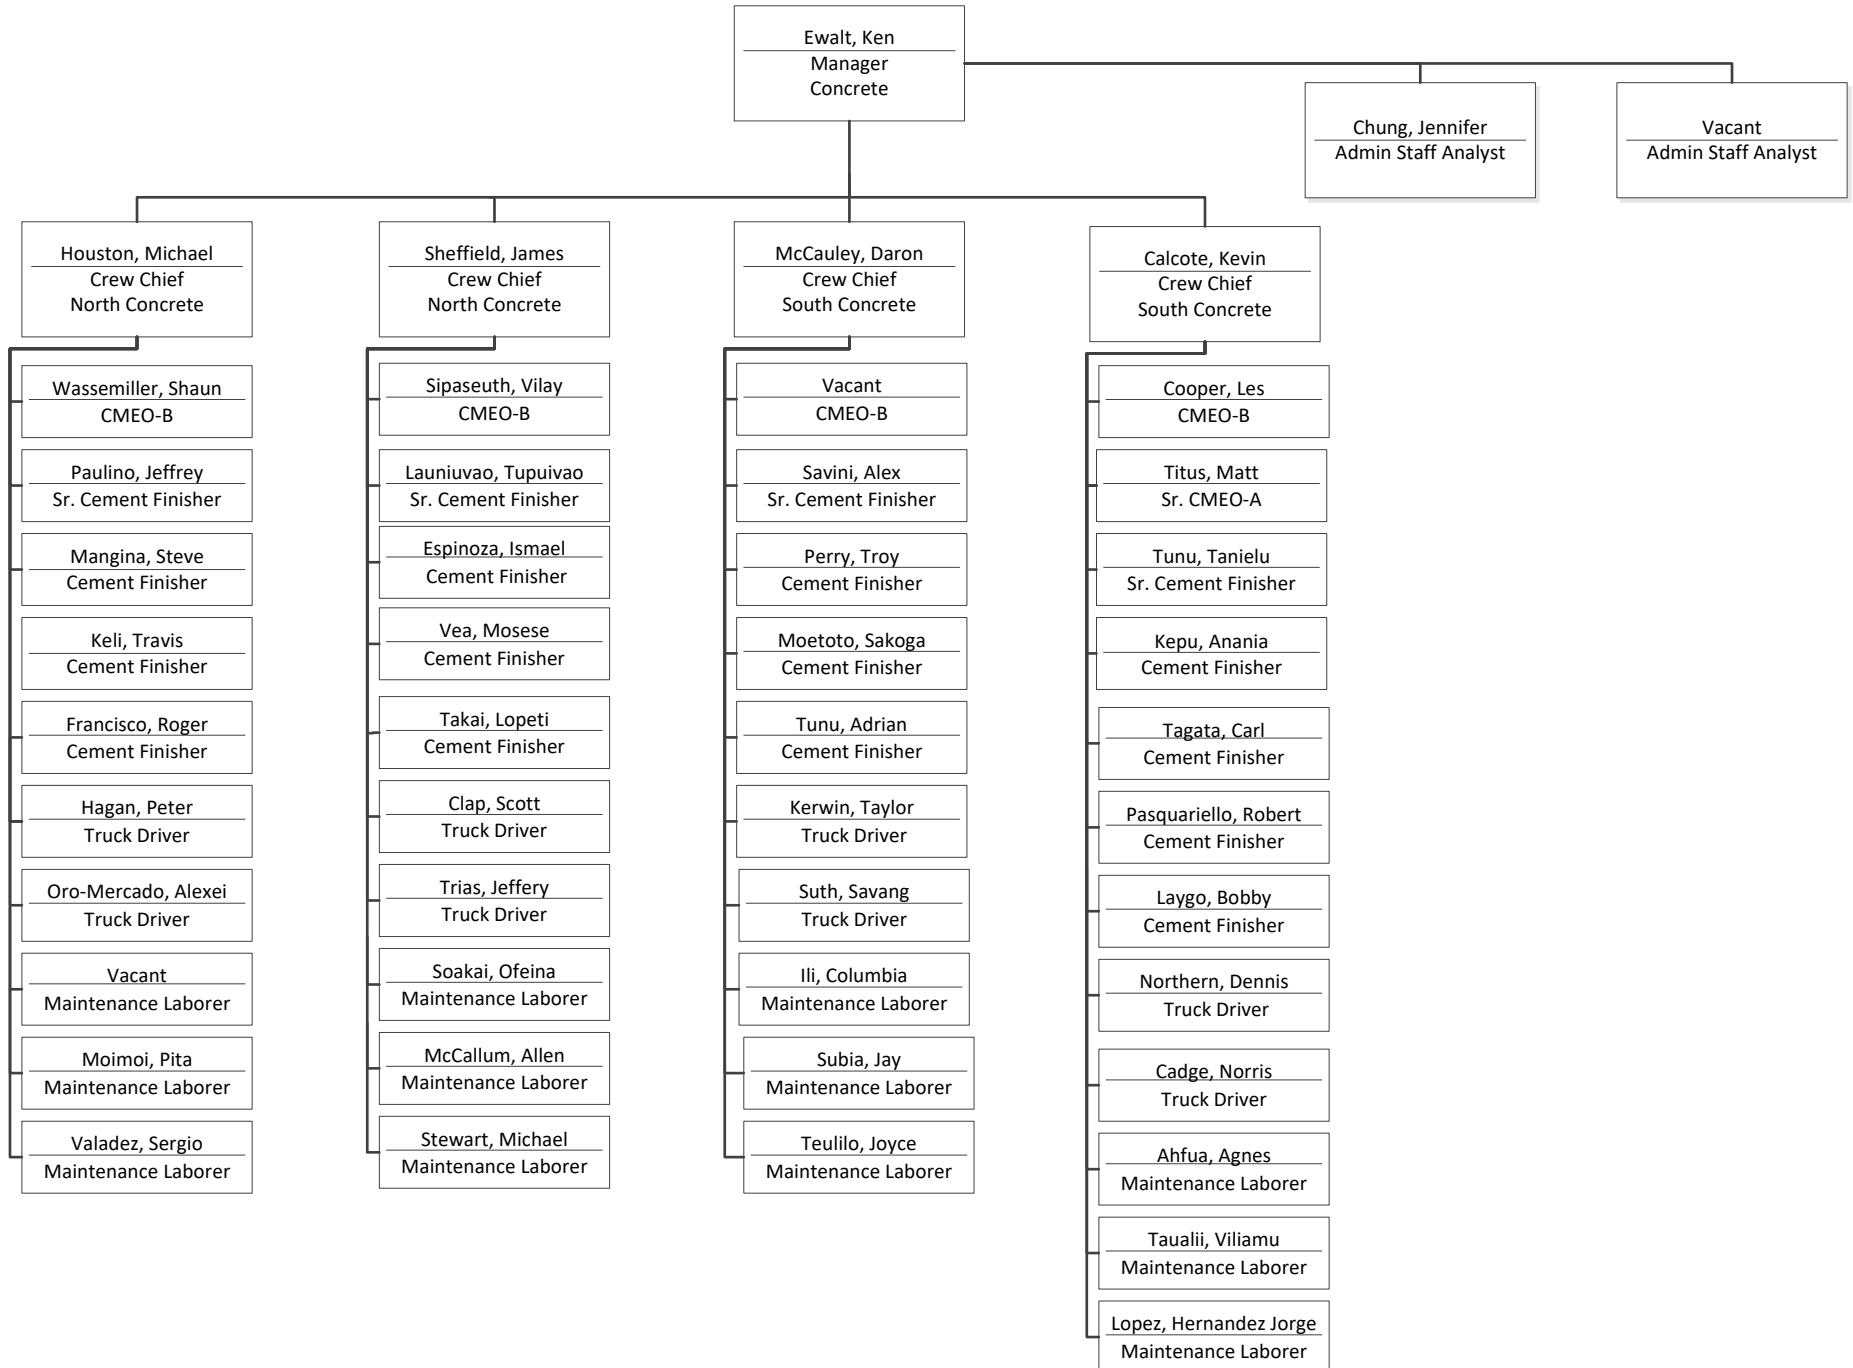 Ewalt, Ken
Manager
Concrete
Chung, Jennifer
Admin Staff Analyst
Vacant
Admin Staff Analyst
Houston, Michael
Crew Chief
North Concrete
Wassemiller, Shaun
CMEO-B
Paulino, Jeffrey
Sr. Cement Finisher
Mangina, Steve
Cement Finisher
Keli, Travis
Cement Finisher
Francisco, Roger
Cement Finisher
Hagan, Peter
Truck Driver
Oro-Mercado, Alexei
Truck Driver
Vacant
Maintenance Laborer
Moimoi, Pita
Maintenance Laborer
Valadez, Sergio
Maintenance Laborer
Sheffield, James
Crew Chief
North Concrete
Sipaseuth, Vilay
CMEO-B
Launiuvao, Tupuivao
Sr. Cement Finisher
Espinoza, Ismael
Cement Finisher
Vea, Mosese
Cement Finisher
Takai, Lopeti
Cement Finisher
Clap, Scott
Truck Driver
Trias, Jeffery
Truck Driver
Soakai, Ofeina
Maintenance Laborer
McCallum, Allen
Maintenance Laborer
Stewart, Michael
Maintenance Laborer
McCauley, Daron
Crew Chief
South Concrete
Vacant
CMEO-B
Savini, Alex
Sr. Cement Finisher
Perry, Troy
Cement Finisher
Moetoto, Sakoga
Cement Finisher
Tunu, Adrian
Cement Finisher
Kerwin, Taylor
Truck Driver
Suth, Savang
Truck Driver
Ili, Columbia
Maintenance Laborer
Subia, Jay
Maintenance Laborer
Teulilo, Joyce
Maintenance Laborer
Calcote, Kevin
Crew Chief
South Concrete
Cooper, Les
CMEO-B
Titus, Matt
Sr. CMEO-A
Tunu, Tanielu
Sr. Cement Finisher
Kepu, Anania
Cement Finisher
Tagata, Carl
Cement Finisher
Pasquariello, Robert
Cement Finisher
Laygo, Bobby
Cement Finisher
Northern, Dennis
Truck Driver
Cadge, Norris
Truck Driver
Ahfua, Agnes
Maintenance Laborer
Taualii, Viliamu
Maintenance Laborer
Lopez, Hernandez Jorge
Maintenance Laborer